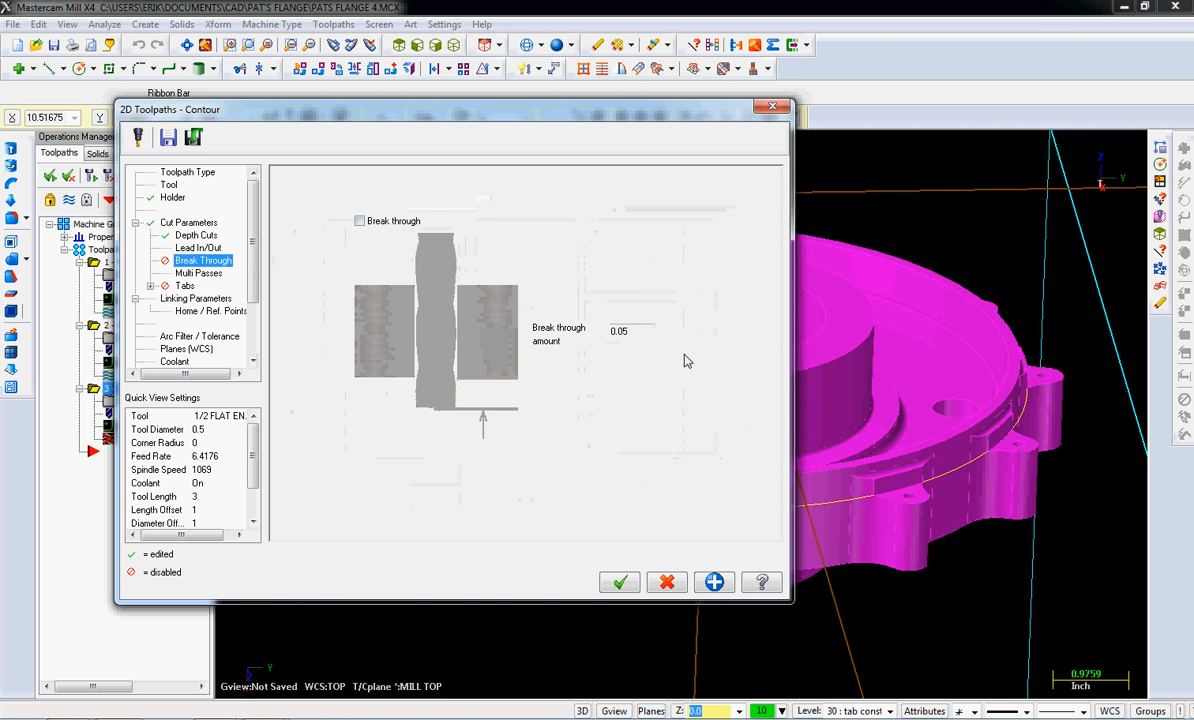 Mastercam Mill X4 C:\USERS\ERIK\DOCUMENTS\CAD\PAT'S FLANGE\PATS FLANGE 4.MCX
File Edit View Analyze Create Solids Xform Machine Type Toolpaths Screen Art Settings Help
Ribbon Bar
X 10.51675 Y
2D Toolpaths - Contour
Operations Manage
Toolpaths Solids
Machine G
Proper
Toolpa
1 -
2 -
3
Toolpath Type
Tool
Holder
Cut Parameters
Depth Cuts
Lead In/Out
Break Through
Multi Passes
Tabs
Linking Parameters
Home / Ref. Points
Arc Filter / Tolerance
Planes (WCS)
Coolant
Break through
Break through
amount
0.05
Quick View Settings
Tool 1/2 FLAT EN.
Tool Diameter 0.5
Corner Radius 0
Feed Rate 6.4176
Spindle Speed 1069
Coolant On
Tool Length 3
Length Offset 1
Diameter Off... 1
= edited
= disabled
Z
Y
Y
Gview:Not Saved WCS:TOP T/Cplane ':MILL TOP
0.9759
Inch
3D Gview Planes Z: 0.0 10 Level: 30 : tab const Attributes WCS Groups